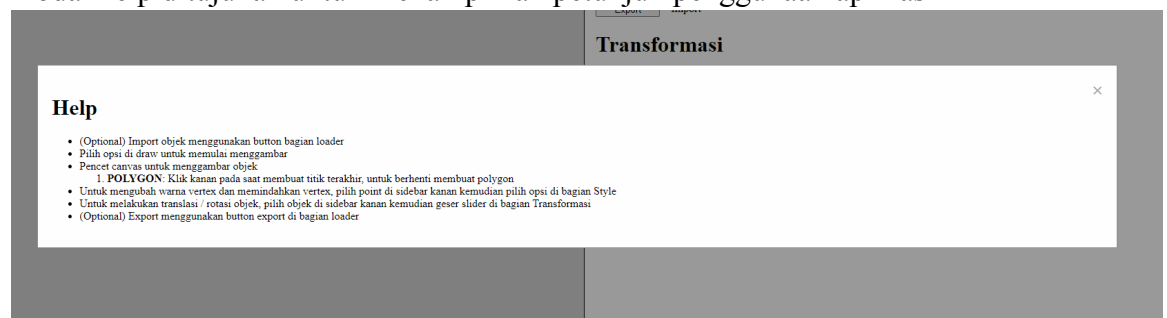 Export Import
Transformasi
×
Help
• (Optional) Import objek menggunakan button bagian loader
• Pilih opsi di draw untuk memulai menggambar
• Pencet canvas untuk menggambar objek
1. POLYGON: Klik kanan pada saat membuat titik terakhir, untuk berhenti membuat polygon
• Untuk mengubah warna vertex dan memindahkan vertex, pilih point di sidebar kanan kemudian pilih opsi di bagian Style
• Untuk melakukan translasi / rotasi objek, pilih objek di sidebar kanan kemudian geser slider di bagian Transformasi
• (Optional) Export menggunakan button export di bagian loader